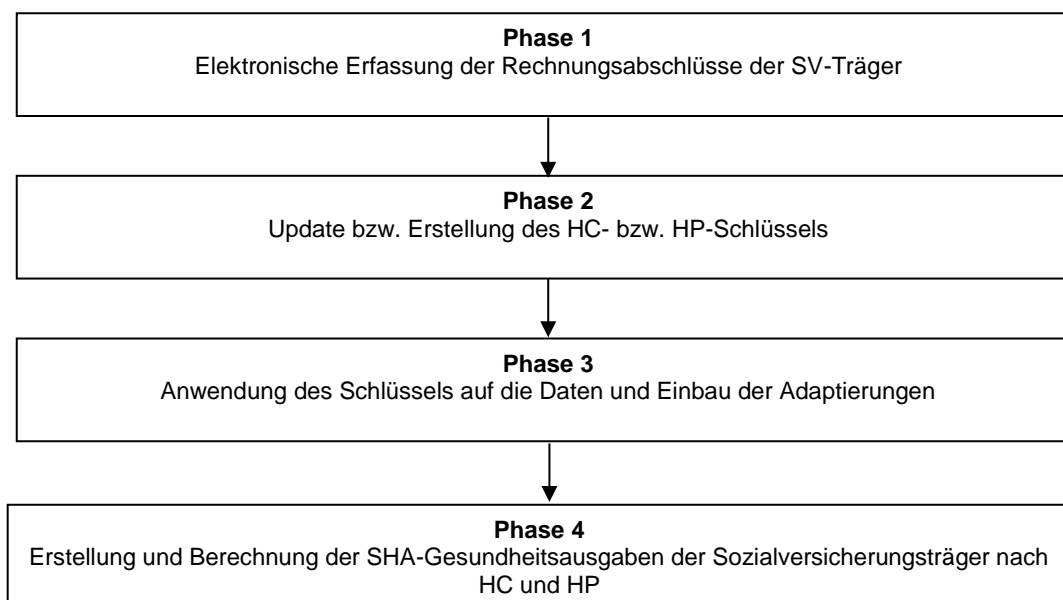 Phase 1
Elektronische Erfassung der Rechnungsabschlüsse der SV-Träger
Phase 2
Update bzw. Erstellung des HC- bzw. HP-Schlüssels
Phase 3
Anwendung des Schlüssels auf die Daten und Einbau der Adaptierungen
Phase 4
Erstellung und Berechnung der SHA-Gesundheitsausgaben der Sozialversicherungsträger nach
HC und HP